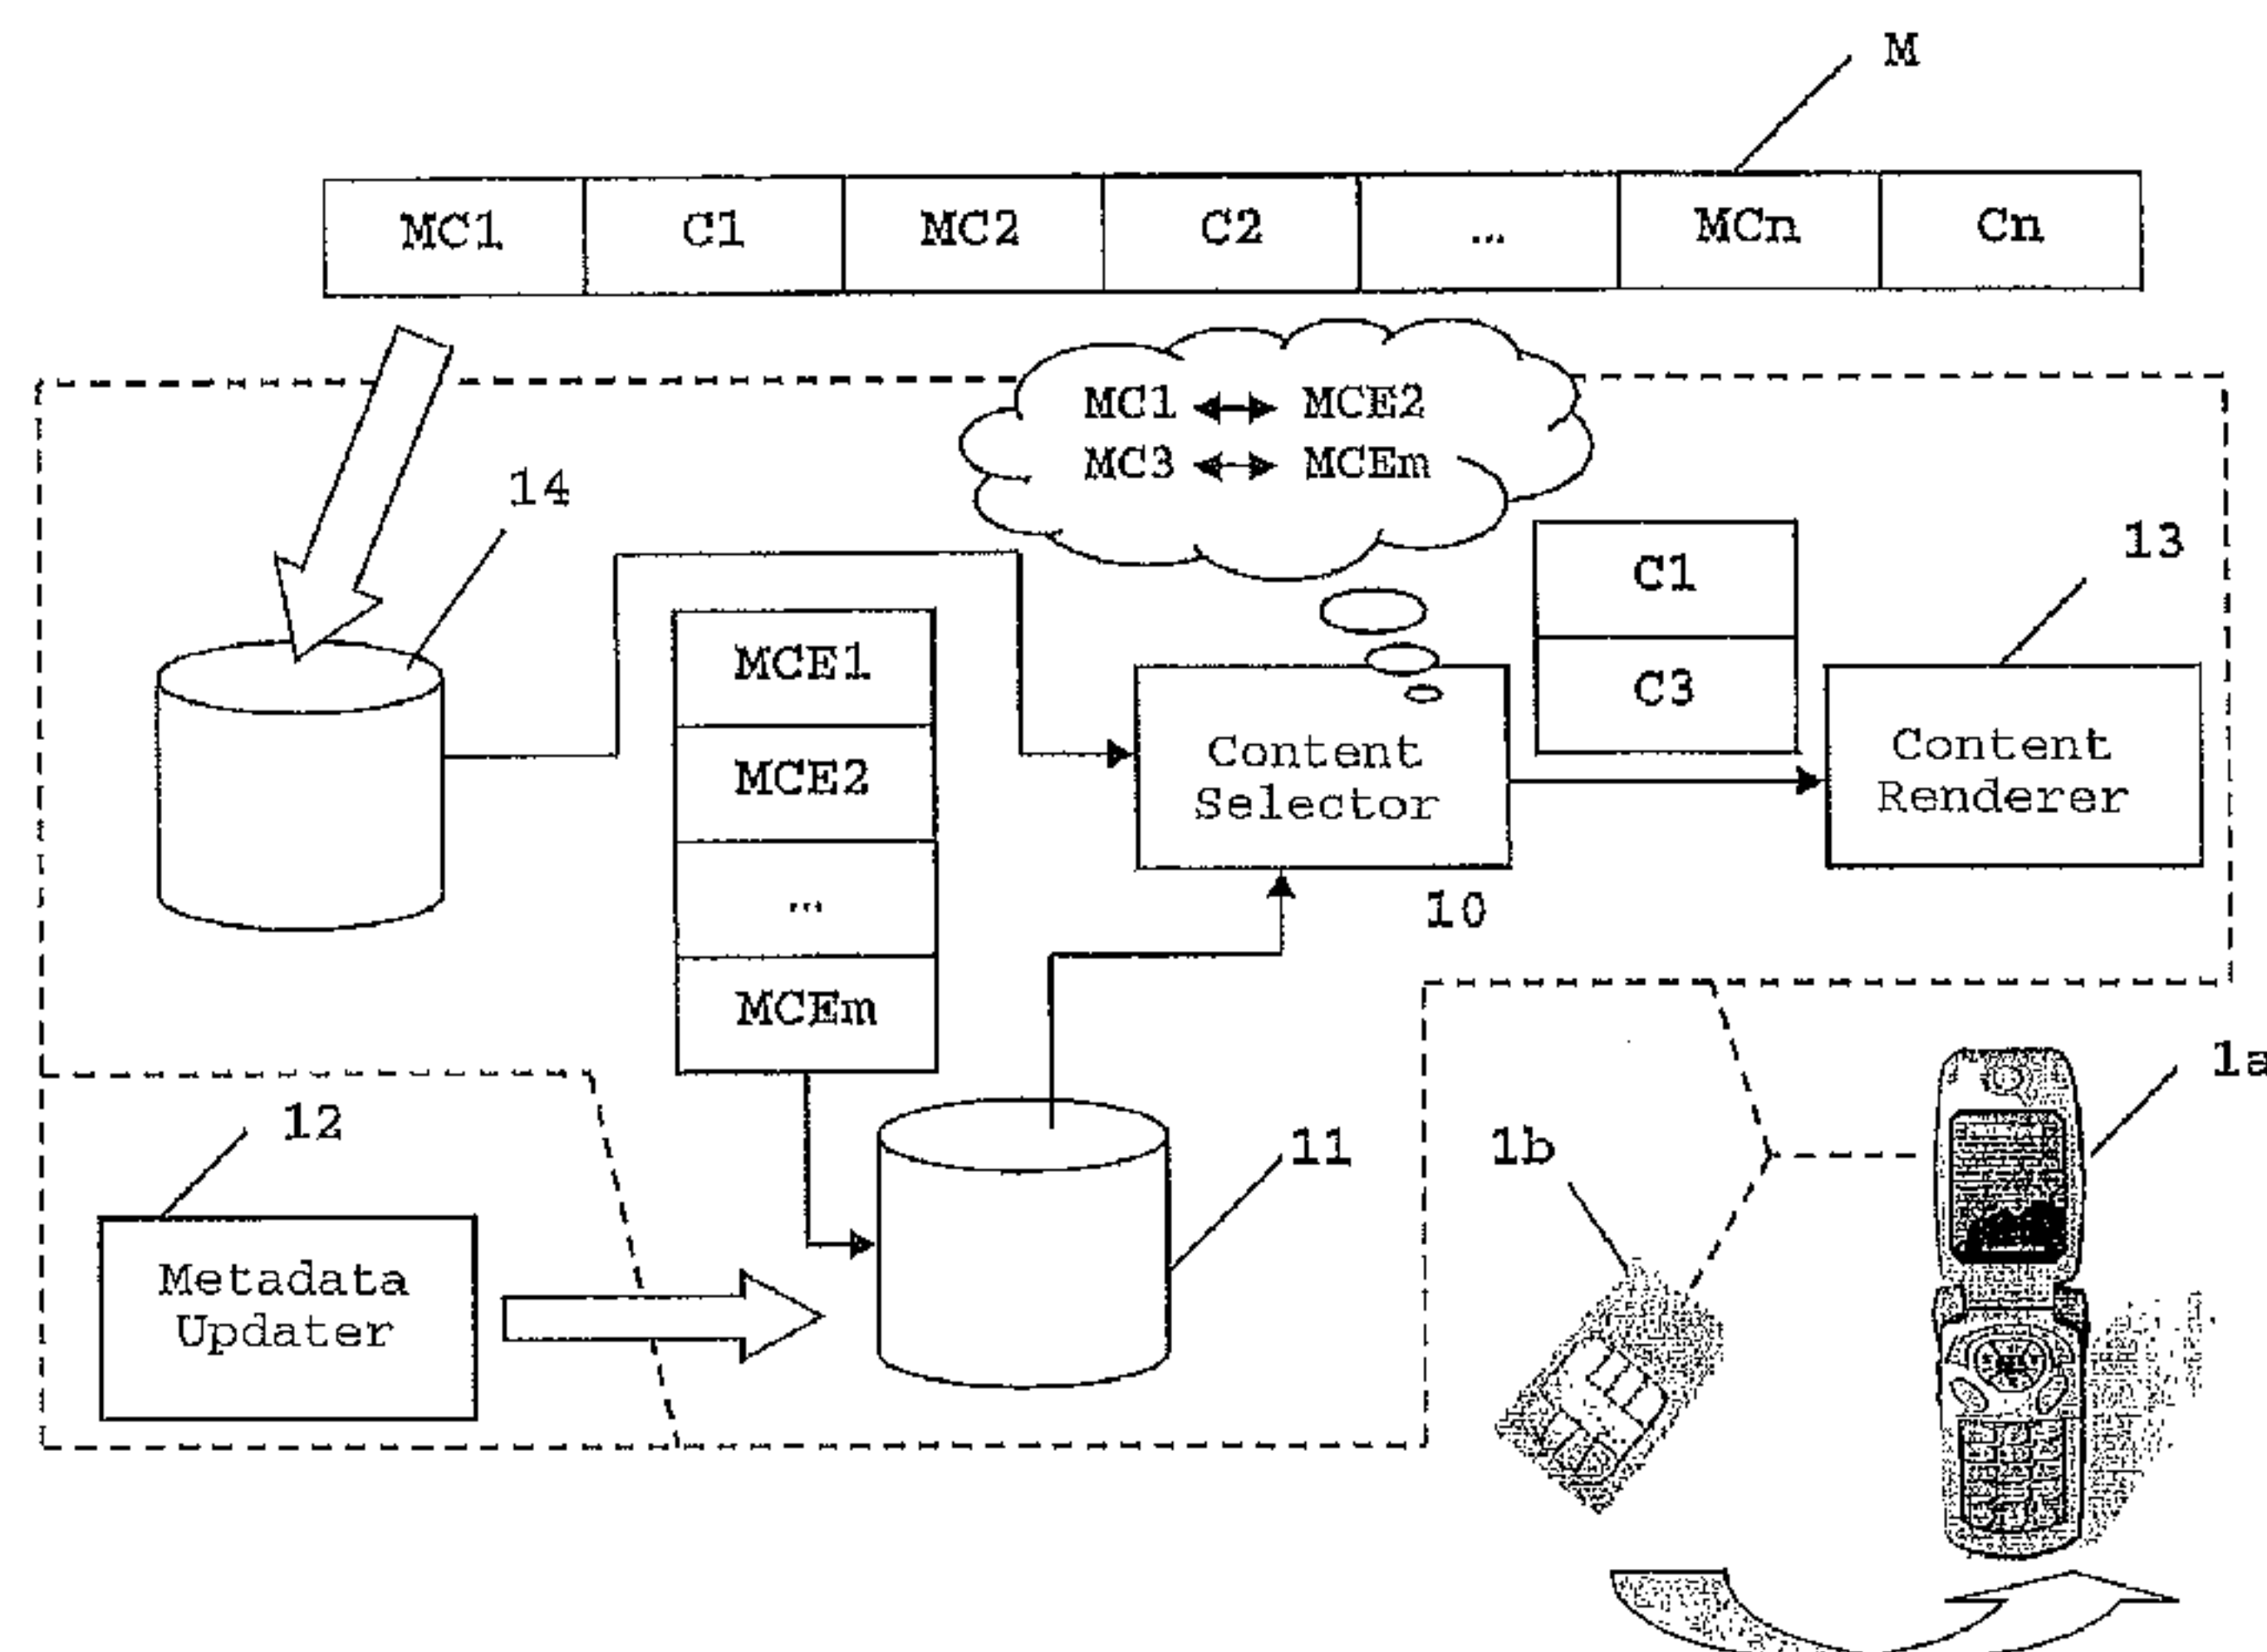 M
MC1 C1 MC2 C2 … MCn Cn
MC1 MCE2
MC3 MCEm
14
C1
C3
13
MCE1
MCE2
…
MCEm
Content
Selector
10
Content
Renderer
12
Metadata
Updater
11
1b
1a